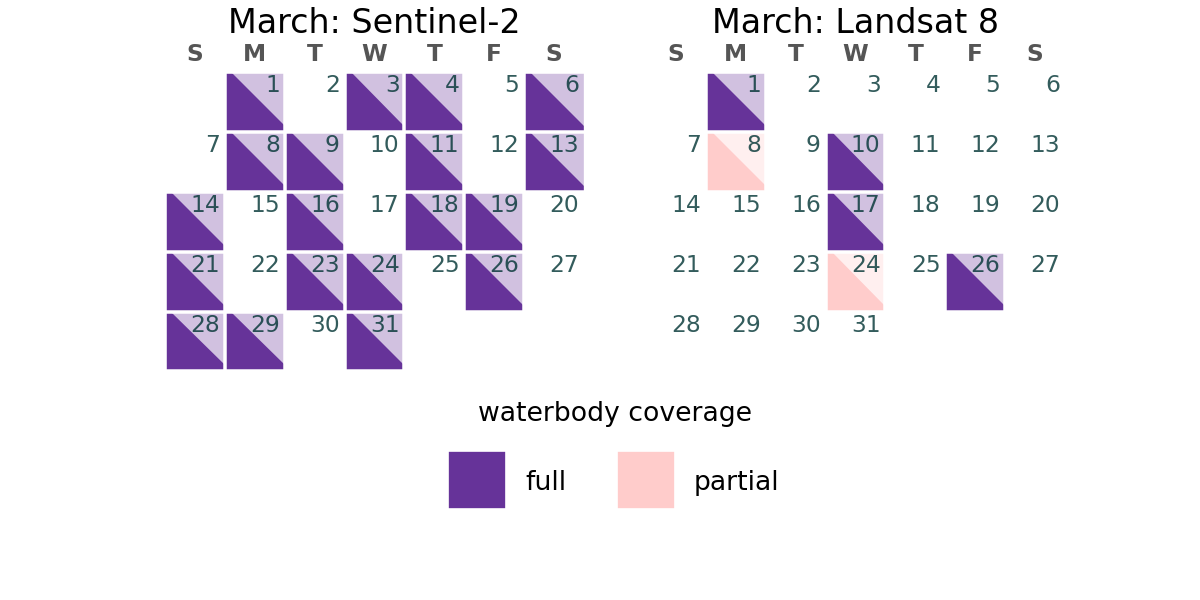 March: Sentinel-2
S M T W T F S
1 2 3 4 5 6
7 8 9 10 11 12 13
14 15 16 17 18 19 20
21 22 23 24 25 26 27
28 29 30 31
March: Landsat 8
S M T W T F S
1 2 3 4 5 6
7 8 9 10 11 12 13
14 15 16 17 18 19 20
21 22 23 24 25 26 27
28 29 30 31
waterbody coverage
full
partial